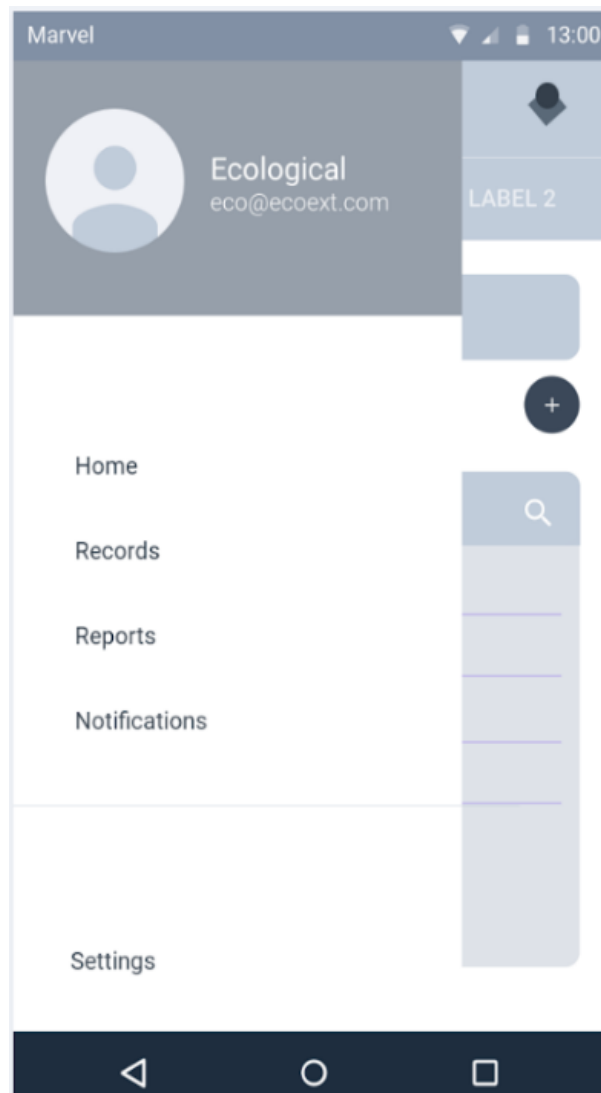 Marvel 13:00
Ecological
eco@ecoext.com
LABEL 2
Home
Records
Reports
Notifications
Settings